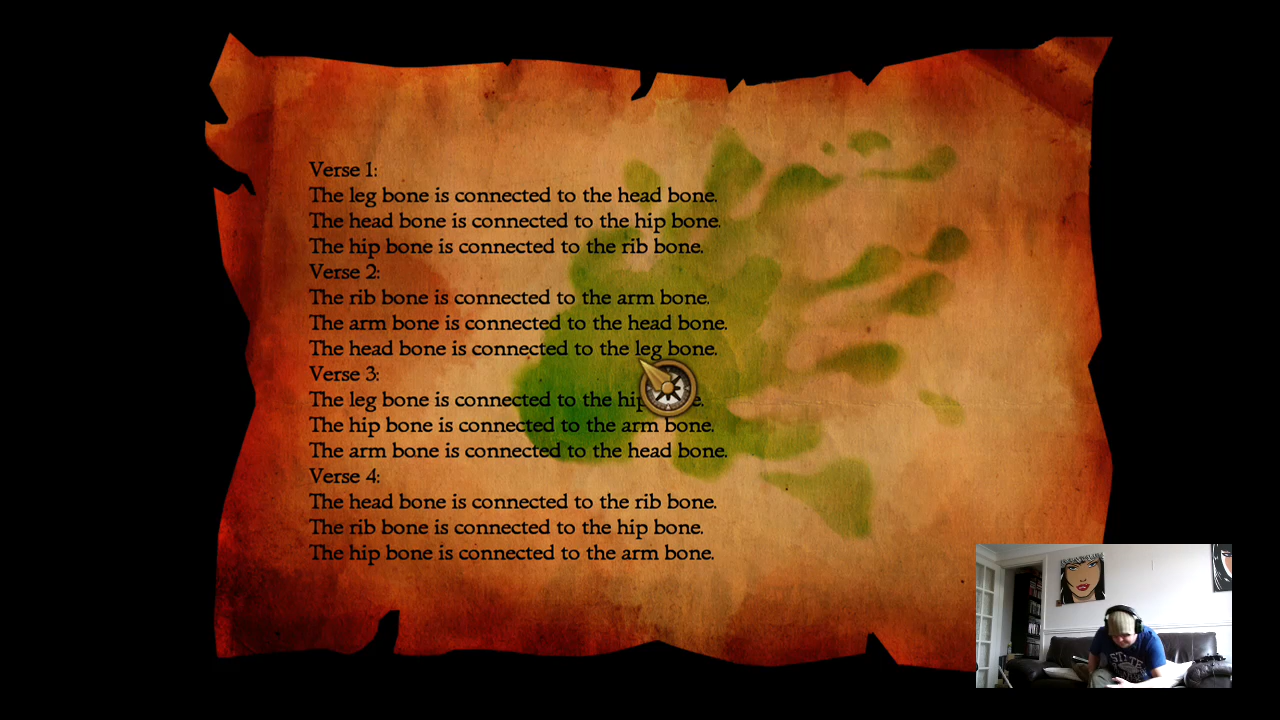 Verse 1:
The leg bone is connected to the head bone.
The head bone is connected to the hip bone.
The hip bone is connected to the rib bone.
Verse 2:
The rib bone is connected to the arm bone.
The arm bone is connected to the head bone.
The head bone is connected to the leg bone.
Verse 3:
The leg bone is connected to the hip
The hip bone is connected to the arm bone.
The arm bone is connected to the head bone.
Verse 4:
The head bone is connected to the rib bone.
The rib bone is connected to the hip bone.
The hip bone is connected to the arm bone.